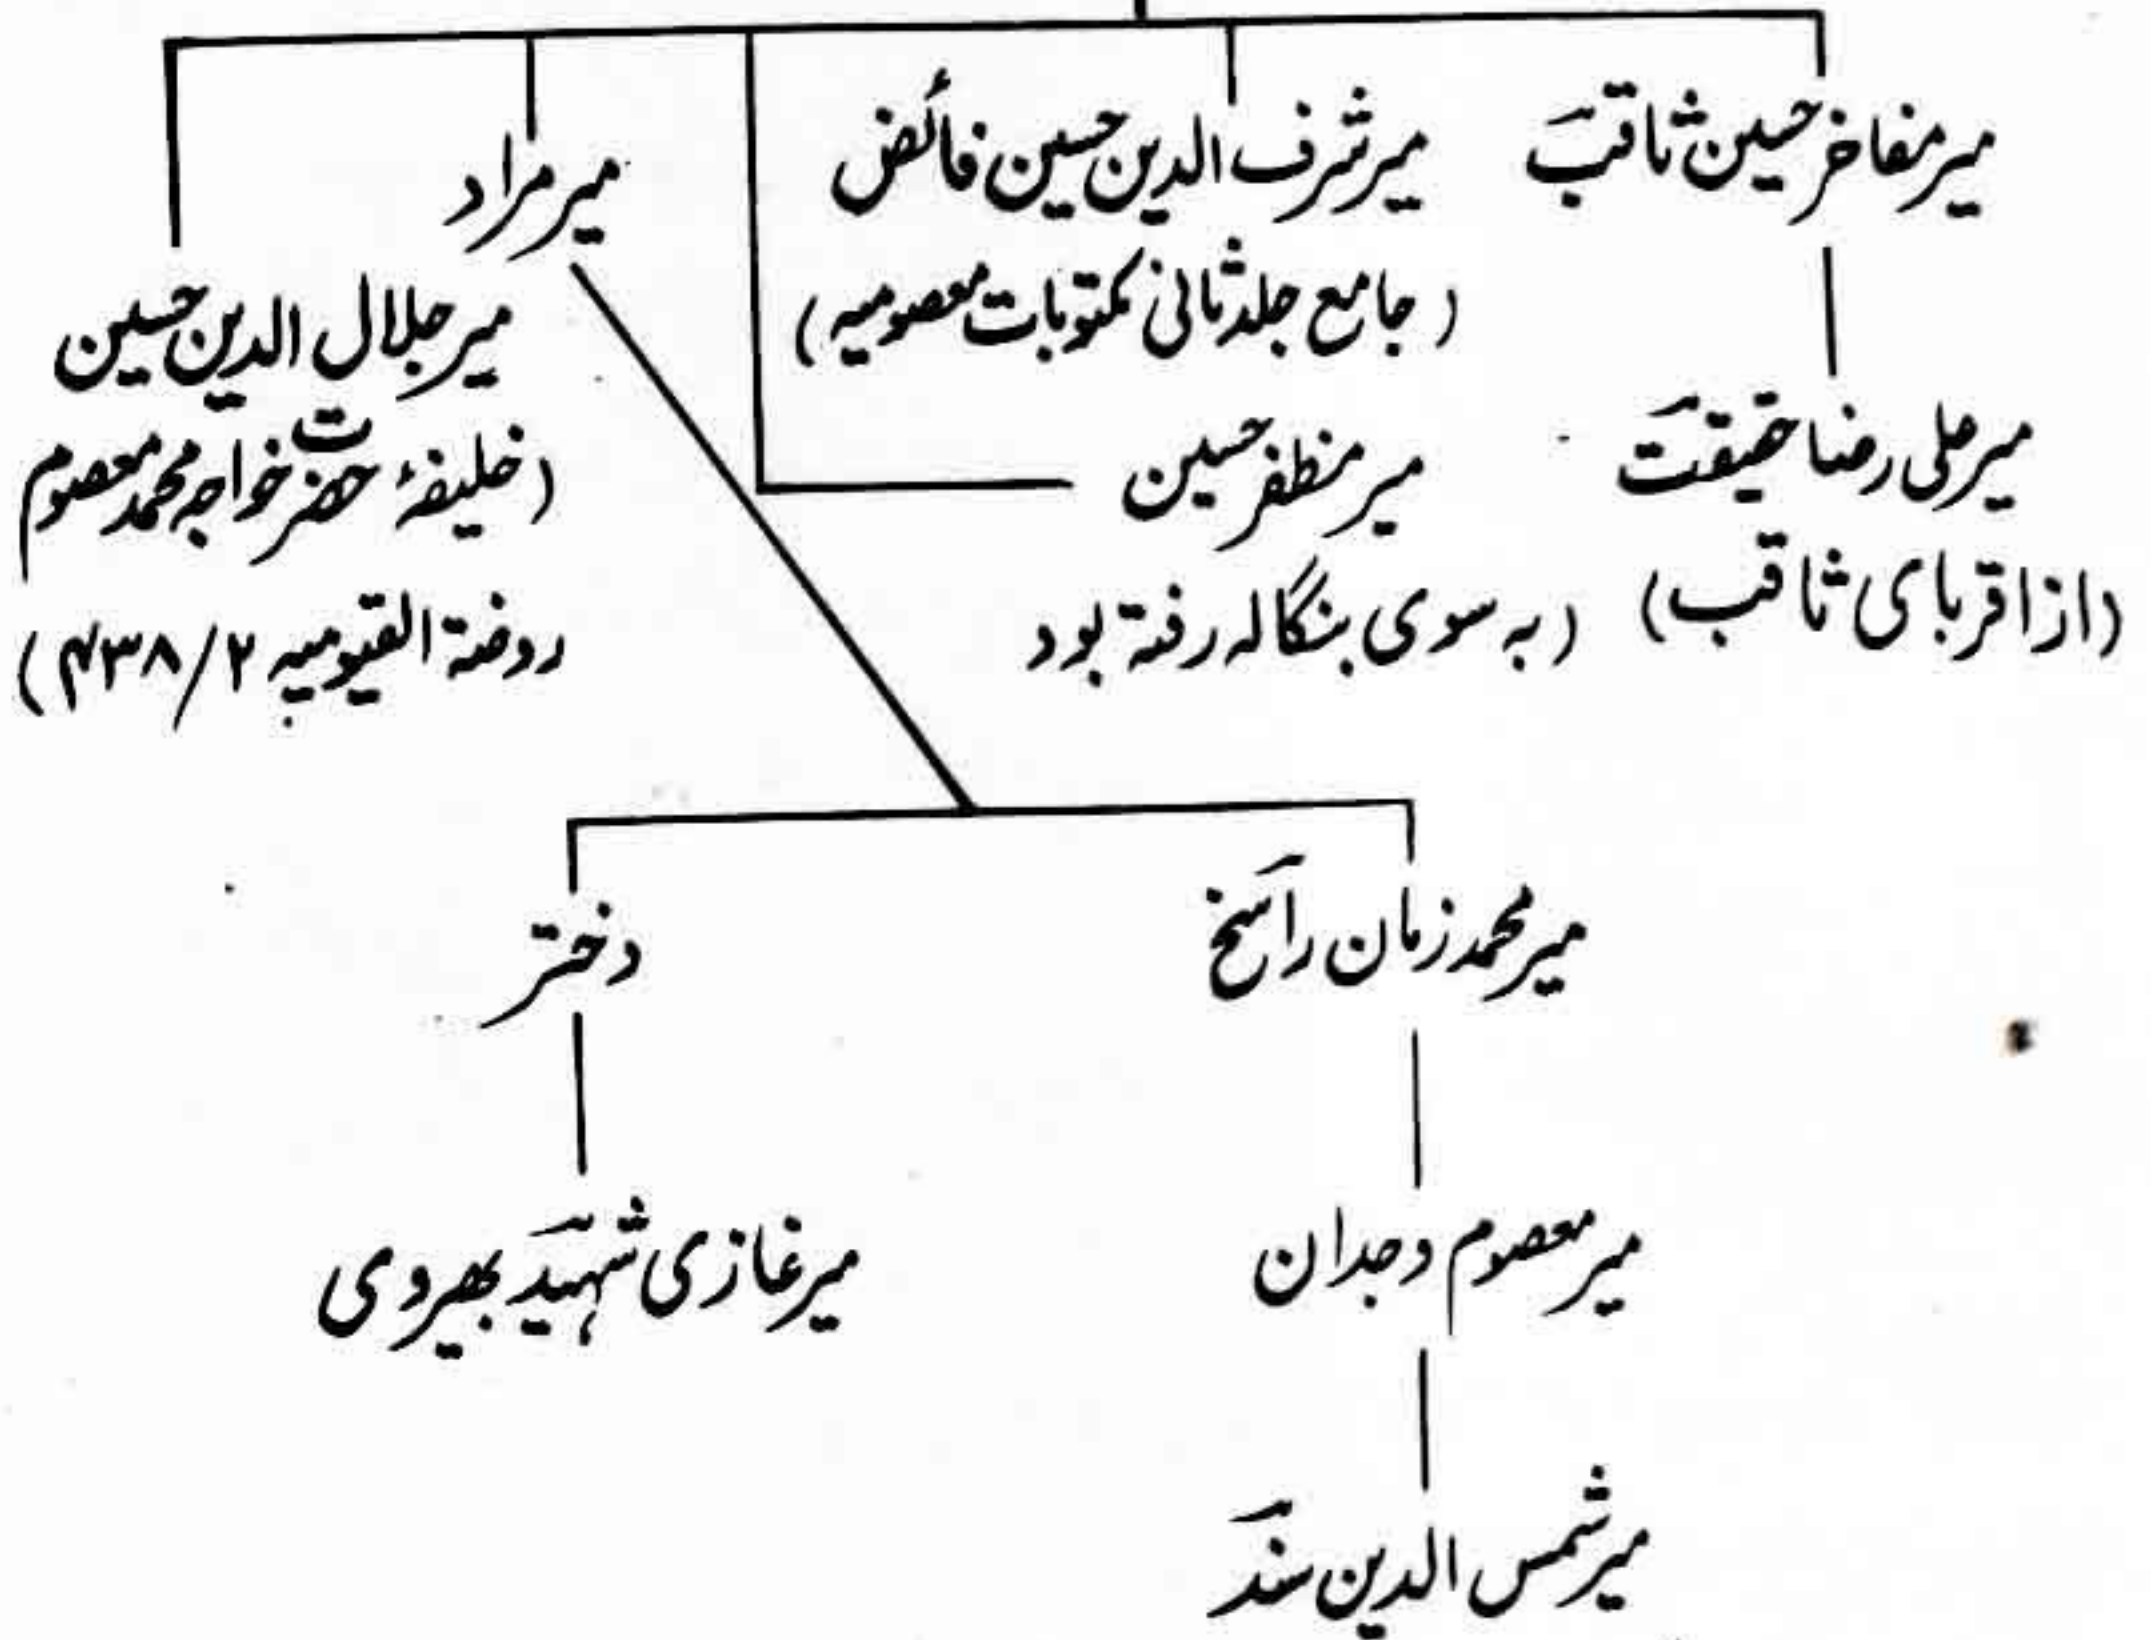 میر مفاخر حسین ثاقب
میر شرف الدین حسین فائض
(جامع جلد ثانی مکتوبات معصومیہ)
میر مراد
میر جلال الدین حسین
(خلیفۂ حضرت خواجہ محمد معصوم
روضۃ القیومیہ ۲/۴۳۸)
میر علی رضا حقیقت
(از اقربای ثاقب)
میر مظفر حسین
(بہ سوی بنگالہ رفتہ بود
میر محمد زمان راسخ
دختر
میر معصوم وجدان
میر غازی شہید بھیروی
میر شمس الدین سند